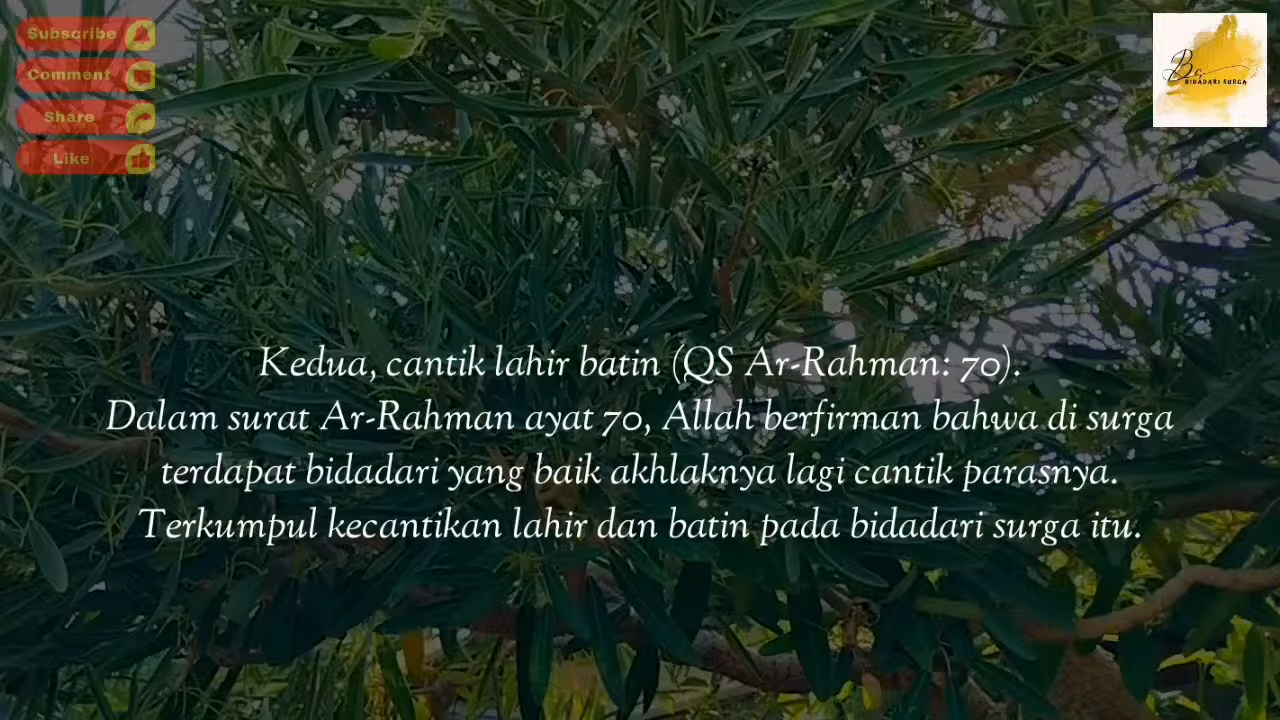 Subscribe
Comment
Share
Like
BIDADARI SURGA
Kedua, cantik lahir batin (QS Ar-Rahman: 70).
Dalam surat Ar-Rahman ayat 70, Allah berfirman bahwa di surga
terdapat bidadari yang baik akhlaknya lagi cantik parasnya.
Terkumpul kecantikan lahir dan batin pada bidadari surga itu.